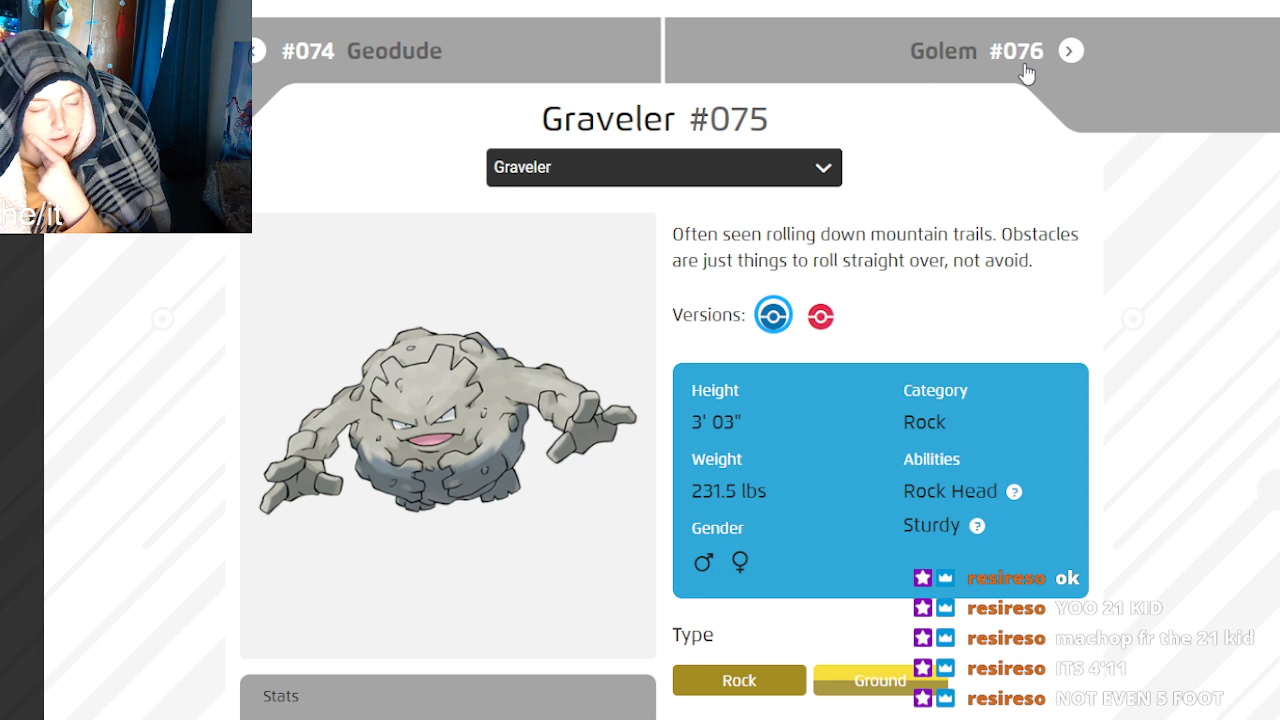 #074 Geodude
Golem #076
Graveler #075
Graveler
he/it
Often seen rolling down mountain trails. Obstacles
are just things to roll straight over, not avoid.
Versions:
Height
3' 03"
Weight
231.5 lbs
Gender
Category
Rock
Abilities
Rock Head ?
Sturdy ?
Type
Rock
Ground
Stats
resireso ok
resireso YOO 21 KID
resireso machop fr the 21 kid
resireso ITS 4'11
resireso NOT EVEN 5 FOOT